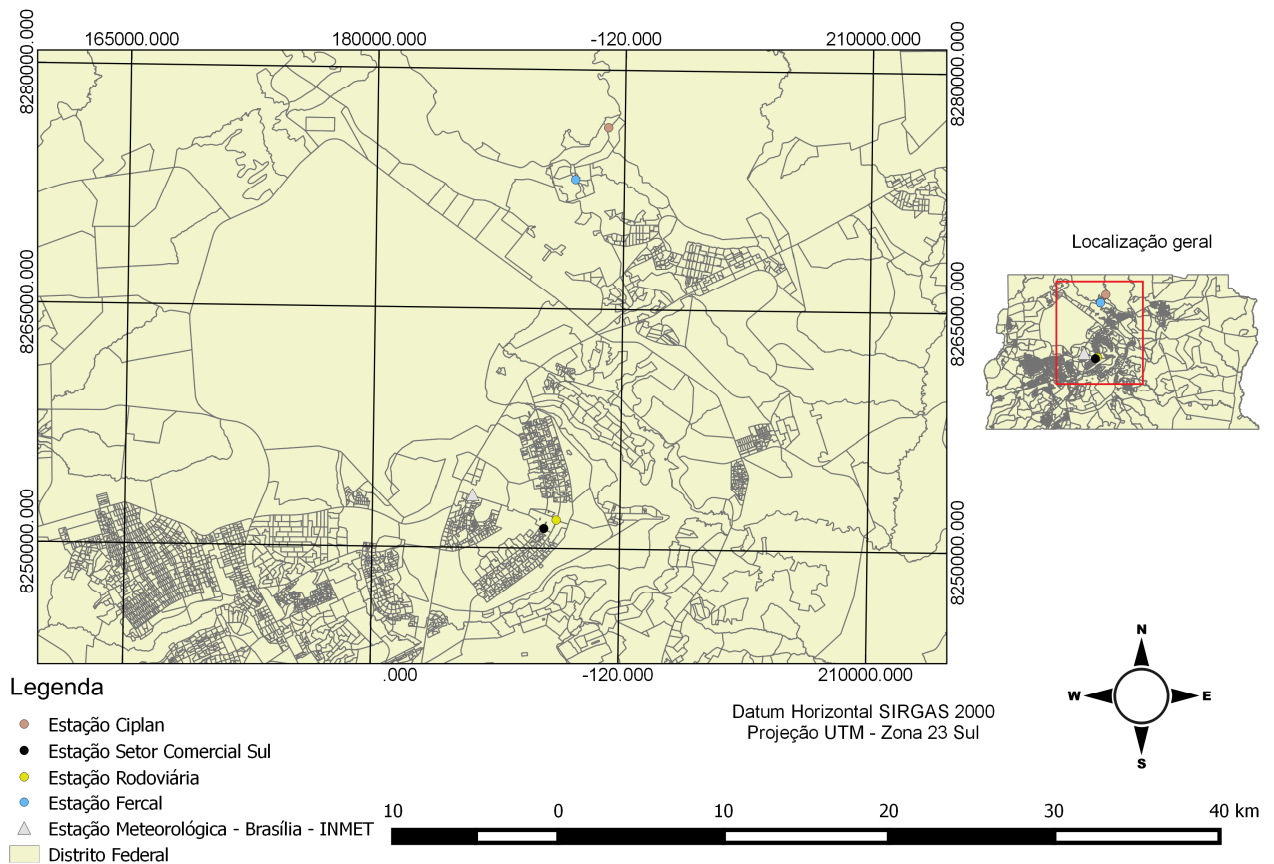 165000.000 180000.000 -120.000 210000.000
8280000.000
8280000.000
8265000.000
8265000.000
8250000.000
8250000.000
.000 -120.000 210000.000
Localização geral
Legenda
Estação Ciplan
Estação Setor Comercial Sul
Estação Rodoviária
Estação Fercal
Estação Meteorológica - Brasília - INMET
Distrito Federal
Datum Horizontal SIRGAS 2000
Projeção UTM - Zona 23 Sul
N
W E
S
10 0 10 20 30 40 km